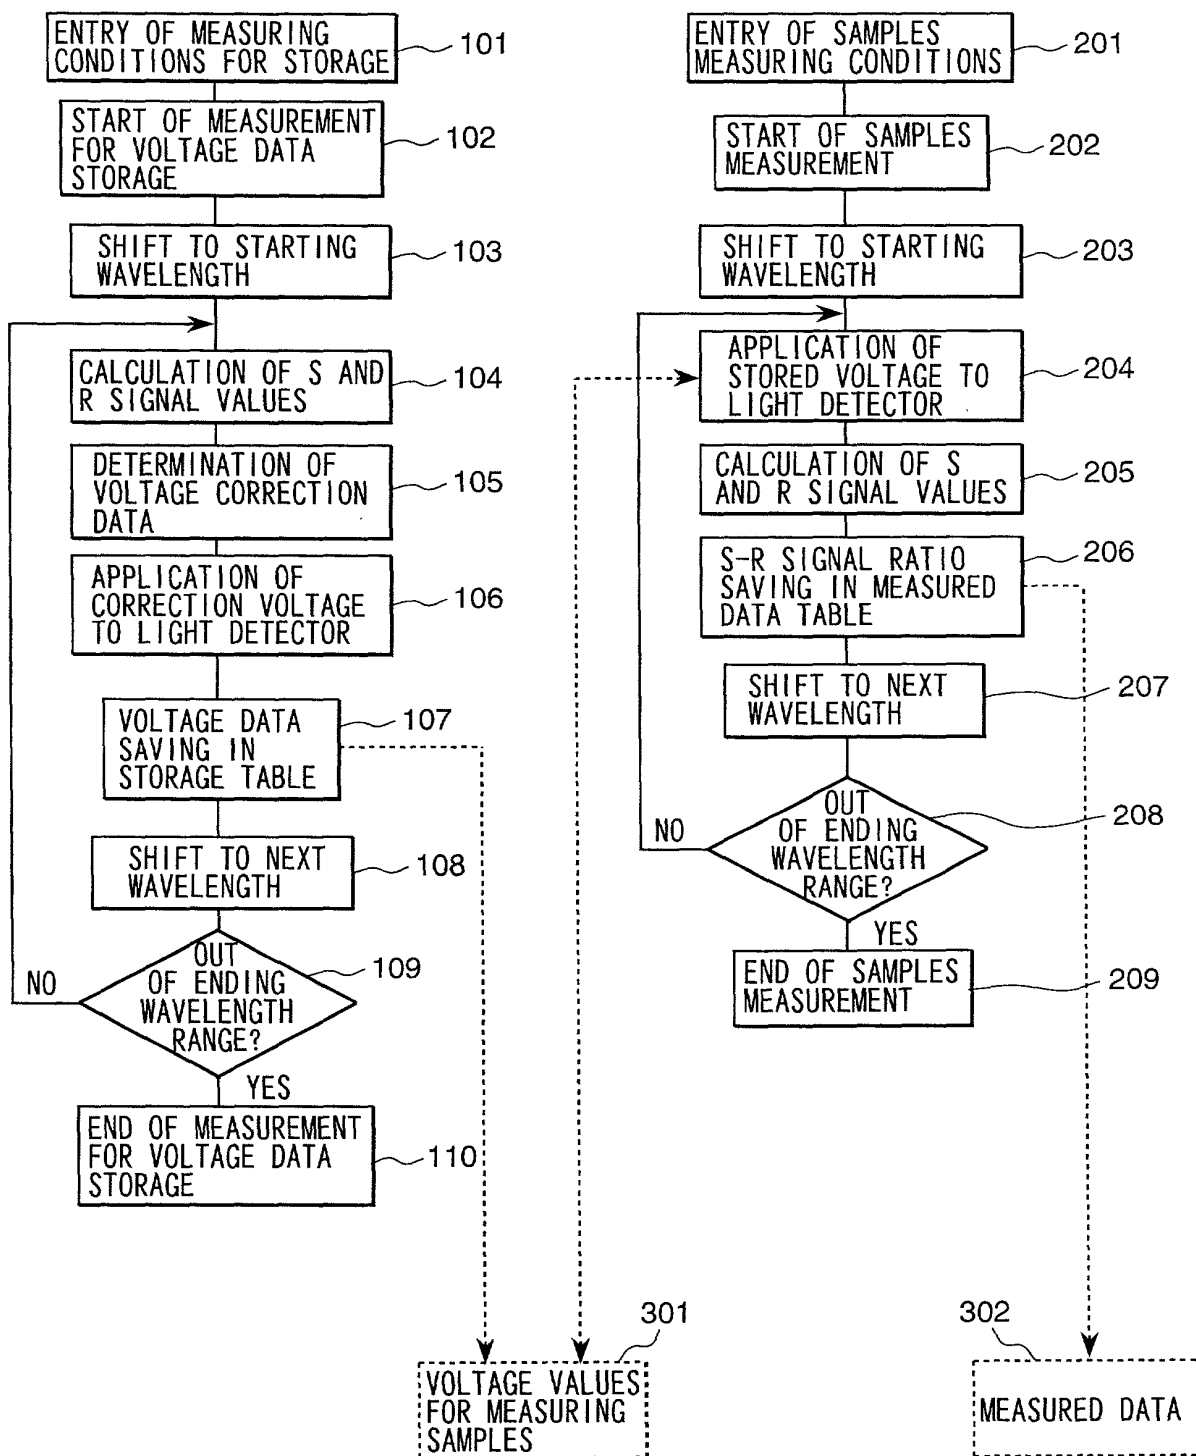 ENTRY OF MEASURING
CONDITIONS FOR STORAGE
101
START OF MEASUREMENT
FOR VOLTAGE DATA
STORAGE
102
SHIFT TO STARTING
WAVELENGTH
103
CALCULATION OF S AND
R SIGNAL VALUES
104
DETERMINATION OF
VOLTAGE CORRECTION
DATA
105
APPLICATION OF
CORRECTION VOLTAGE
TO LIGHT DETECTOR
106
VOLTAGE DATA
SAVING IN
STORAGE TABLE
107
SHIFT TO NEXT
WAVELENGTH
108
OUT
OF ENDING
WAVELENGTH
RANGE?
109
NO
YES
END OF MEASUREMENT
FOR VOLTAGE DATA
STORAGE
110
ENTRY OF SAMPLES
MEASURING CONDITIONS
201
START OF SAMPLES
MEASUREMENT
202
SHIFT TO STARTING
WAVELENGTH
203
APPLICATION OF
STORED VOLTAGE TO
LIGHT DETECTOR
204
CALCULATION OF S
AND R SIGNAL VALUES
205
S-R SIGNAL RATIO
SAVING IN MEASURED
DATA TABLE
206
SHIFT TO NEXT
WAVELENGTH
207
OUT
OF ENDING
WAVELENGTH
RANGE?
208
NO
YES
END OF SAMPLES
MEASUREMENT
209
301
VOLTAGE VALUES
FOR MEASURING
SAMPLES
302
MEASURED DATA